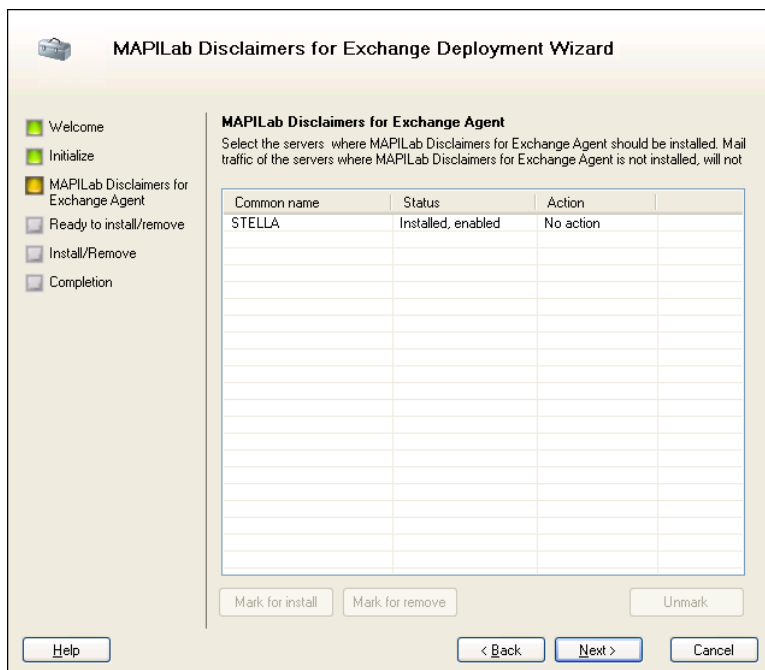 MAPILab Disclaimers for Exchange Deployment Wizard
Welcome
Initialize
MAPILab Disclaimers for
Exchange Agent
Ready to install/remove
Install/Remove
Completion
MAPILab Disclaimers for Exchange Agent
Select the servers where MAPILab Disclaimers for Exchange Agent should be installed. Mail
traffic of the servers where MAPILab Disclaimers for Exchange Agent is not installed, will not
Common name Status Action
STELLA Installed, enabled No action
Mark for install Mark for remove Unmark
Help < Back Next > Cancel